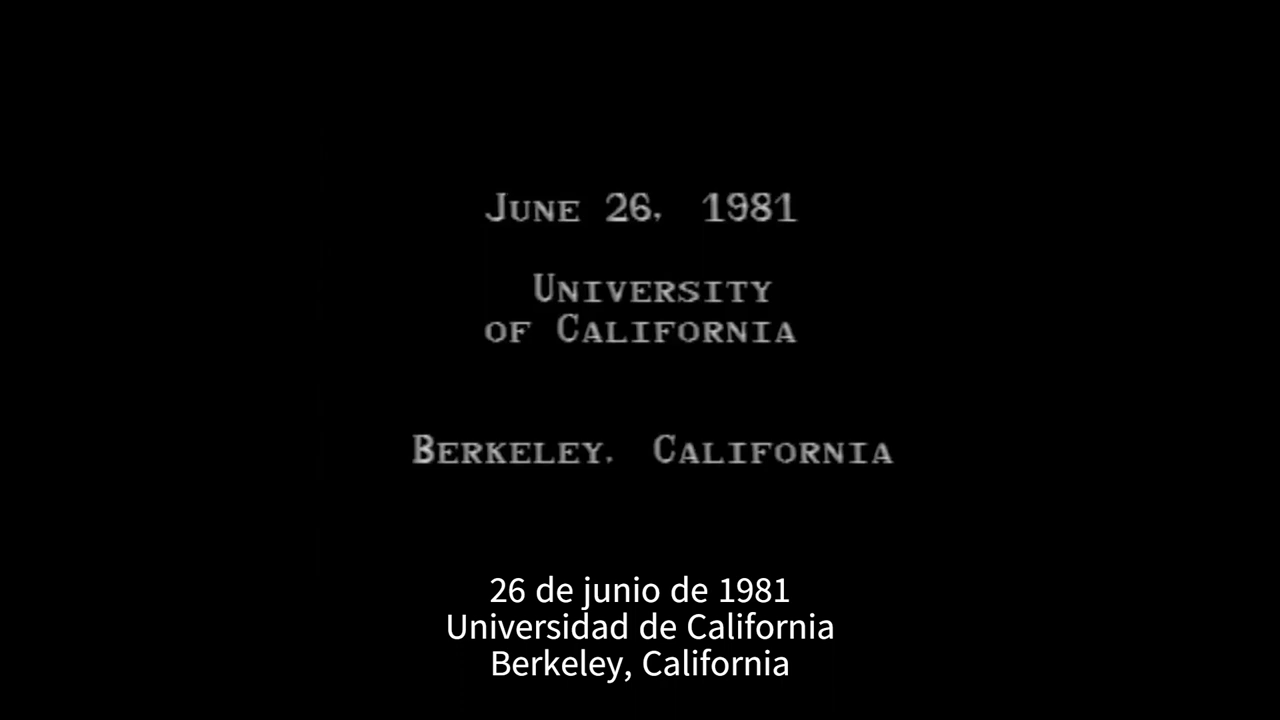 June 26, 1981
University
of California
Berkeley, California
26 de junio de 1981
Universidad de California
Berkeley, California